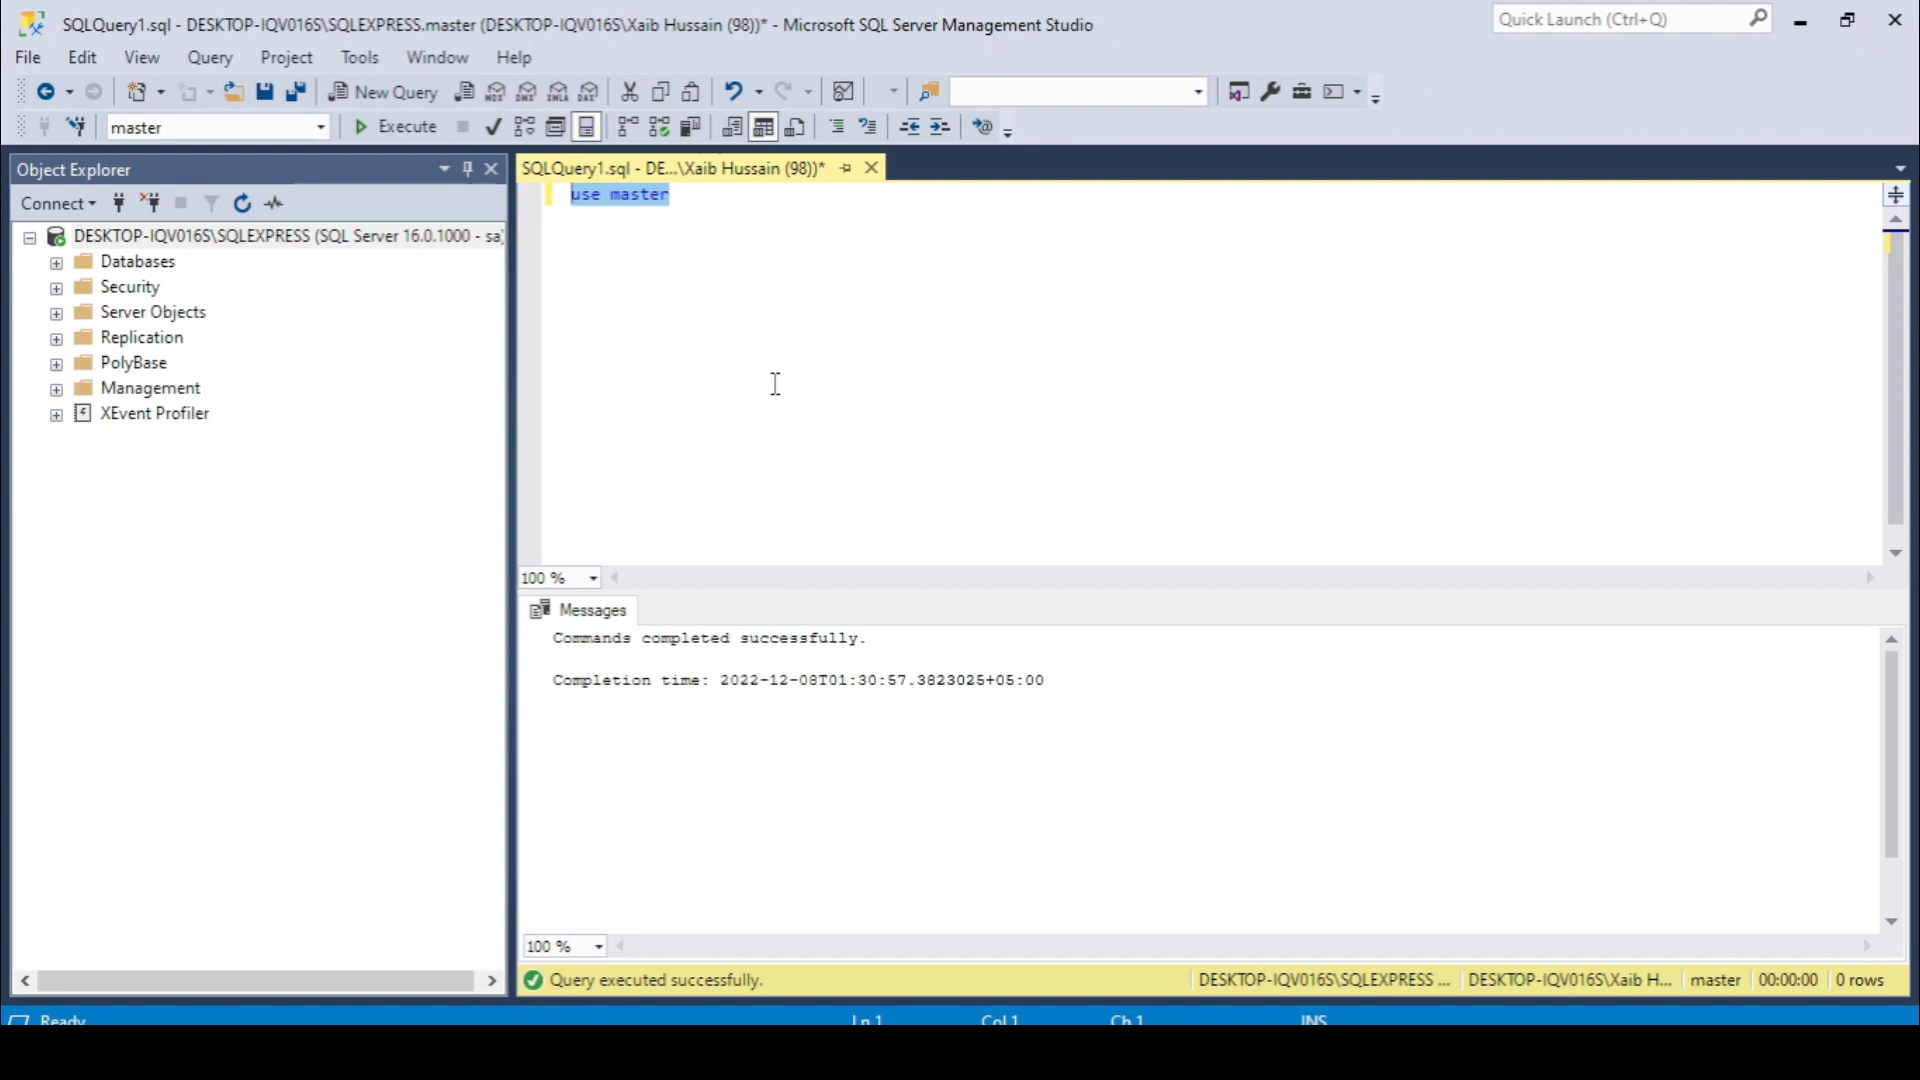 SQLQuery1.sql - DESKTOP-IQV016S\SQLEXPRESS.master (DESKTOP-IQV016S\Xaib Hussain (98))* - Microsoft SQL Server Management Studio
Quick Launch (Ctrl+Q)
File Edit View Query Project Tools Window Help
New Query
MDX DMX XMLA DAX
master
Execute
Object Explorer
SQLQuery1.sql - DE...\Xaib Hussain (98))*
Connect
use master
DESKTOP-IQV016S\SQLEXPRESS (SQL Server 16.0.1000 - sa)
Databases
Security
Server Objects
Replication
PolyBase
Management
XEvent Profiler
100 %
Messages
Commands completed successfully.
Completion time: 2022-12-08T01:30:57.3823025+05:00
100 %
Query executed successfully.
DESKTOP-IQV016S\SQLEXPRESS ... DESKTOP-IQV016S\Xaib H... master 00:00:00 0 rows
Ready Ln 1 Col 1 Ch 1 INS